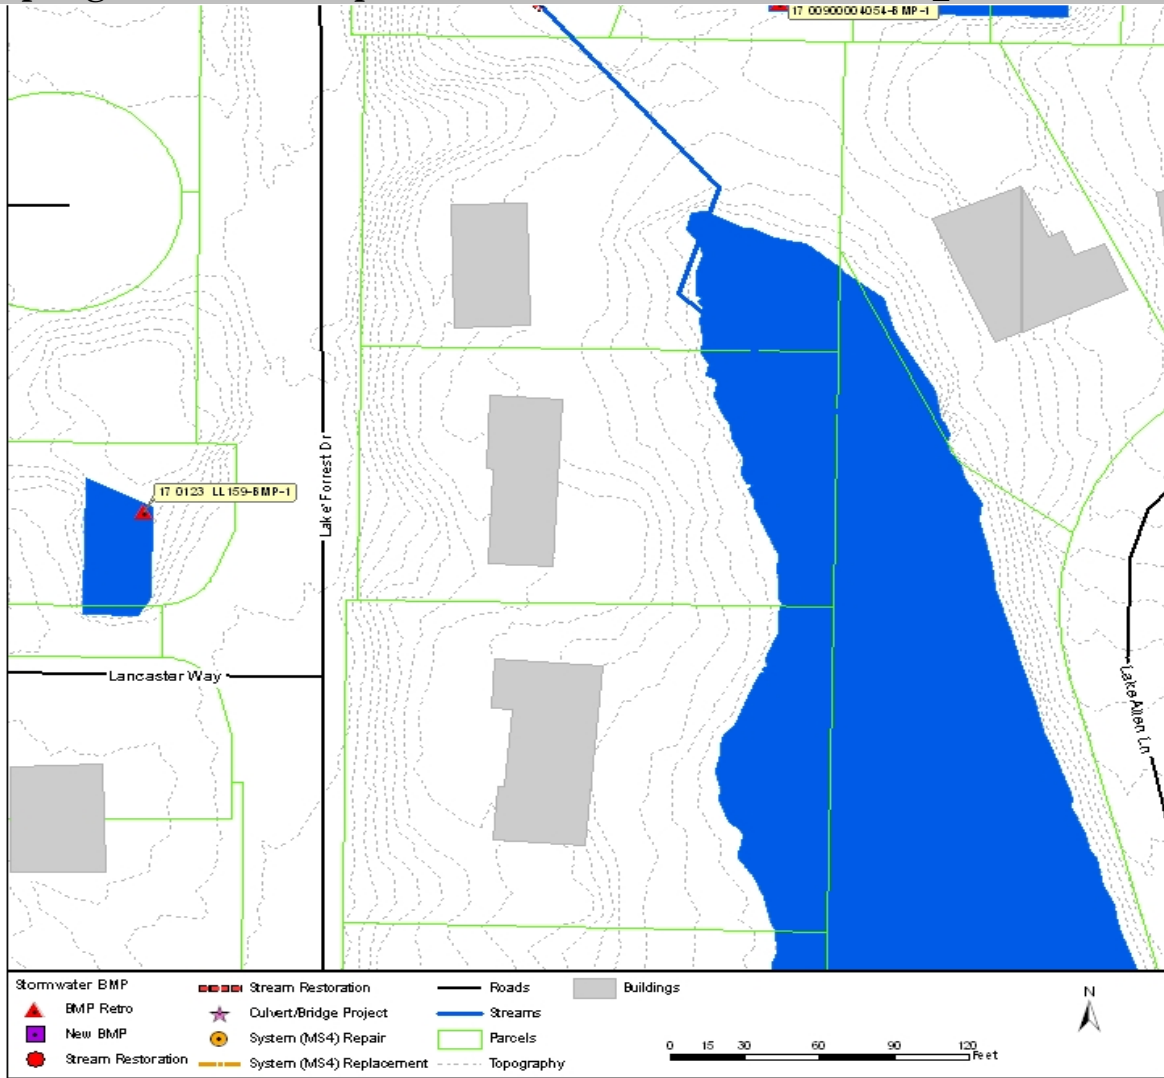 17 00900004054-BMP-1
Lake Forrest Dr
17 0123 LL159-BMP-1
Lancaster Way
Lake Allen Ln
Stormwater BMP
BMP Retro
New BMP
Stream Restoration
Stream Restoration
Culvert/Bridge Project
System (MS4) Repair
System (MS4) Replacement
Roads
Streams
Parcels
Topography
Buildings
N
0 15 30 60 90 120
Feet